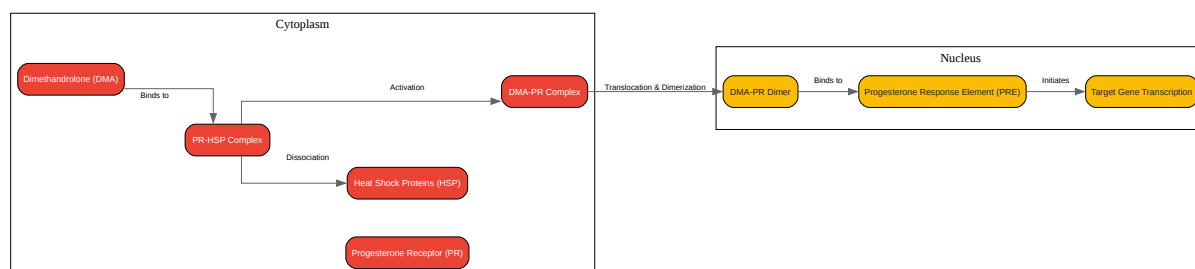 Cytoplasm
Dimethandrolone (DMA)
Binds to
PR-HSP Complex
Activation
Dissociation
DMA-PR Complex
Heat Shock Proteins (HSP)
Progesterone Receptor (PR)
Translocation & Dimerization
Nucleus
DMA-PR Dimer
Binds to
Progesterone Response Element (PRE)
Initiates
Target Gene Transcription